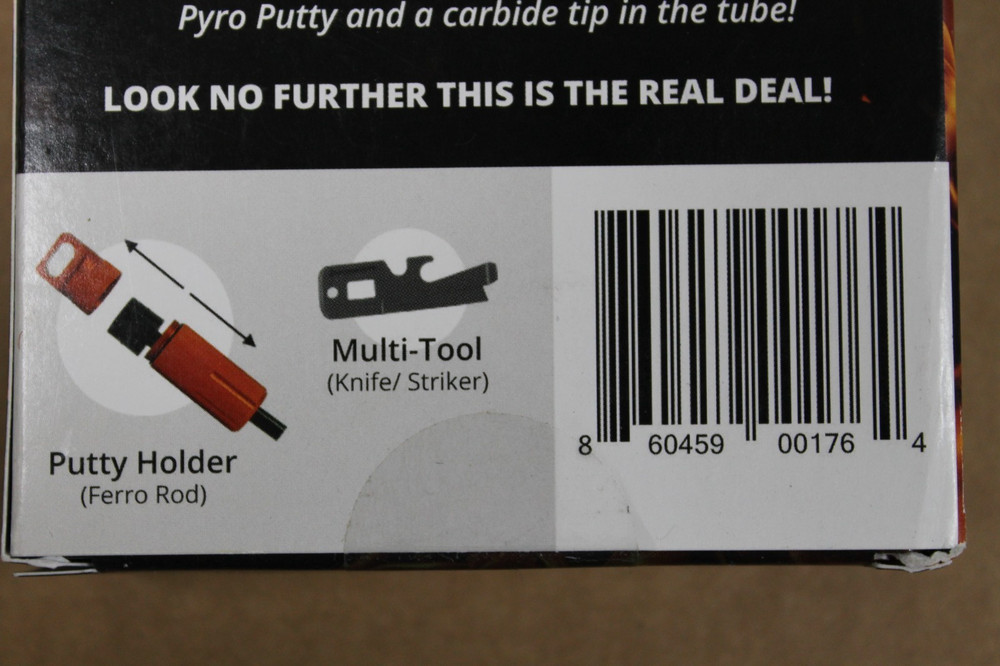 Pyro Putty and a carbide tip in the tube!
LOOK NO FURTHER THIS IS THE REAL DEAL!
Multi-Tool
(Knife/ Striker)
Putty Holder
(Ferro Rod)
8 60459 00176 4